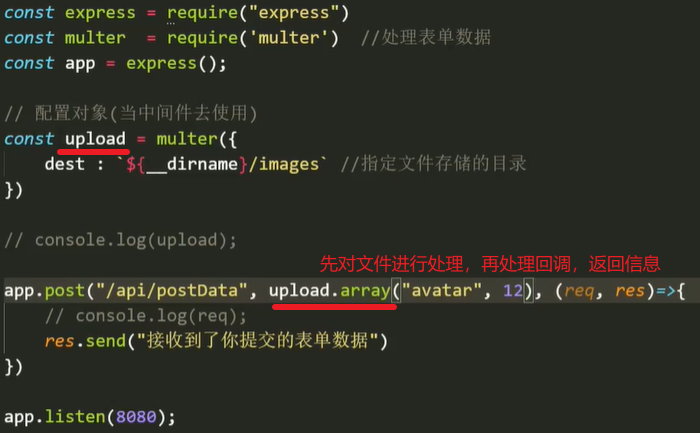 const express = require("express")
const multer  = require('multer')  //处理表单数据
const app = express();
// 配置对象(当中间件去使用)
const upload = multer({
    dest : `${__dirname}/images` //指定文件存储的目录
})
// console.log(upload);
先对文件进行处理，再处理回调，返回信息
app.post("/api/postData", upload.array("avatar", 12), (req, res)=>{
    // console.log(req);
    res.send("接收到了你提交的表单数据")
})
app.listen(8080);